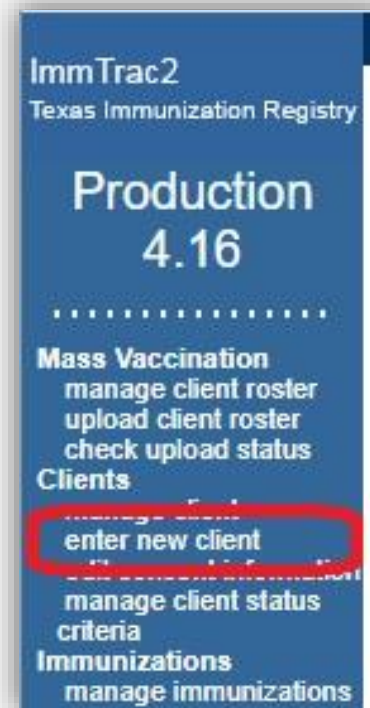 ImmTrac2
Texas Immunization Registry
Production
4.16
Mass Vaccination
manage client roster
upload client roster
check upload status
Clients
enter new client
manage client status
criteria
Immunizations
manage immunizations